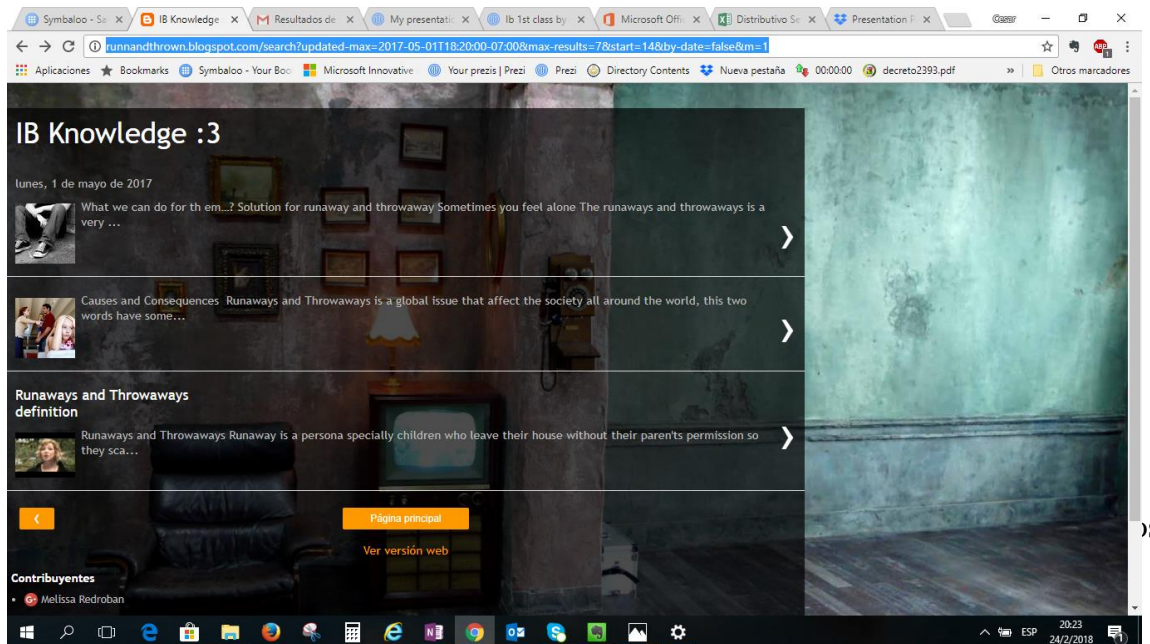 Symbaloo - Sa
IB Knowledge
Resultados de
My presentatic
Ib 1st class by
Microsoft Offic
Distributivo Se
Presentation P
Cesar
runnandthrown.blogspot.com/search?updated-max=2017-05-01T18:20:00-07:00&max-results=7&start=14&by-date=false&m=1
Aplicaciones Bookmarks Symbaloo - Your Boo Microsoft Innovative Your prezis | Prezi Prezi Directory Contents Nueva pestaña 00:00:00 decreto2393.pdf » Otros marcadores
IB Knowledge :3
lunes, 1 de mayo de 2017
What we can do for th em...? Solution for runaway and throwaway Sometimes you feel alone The runaways and throwaways is a
very ...
Causes and Consequences Runaways and Throwaways is a global issue that affect the society all around the world, this two
words have some...
Runaways and Throwaways
definition
Runaways and Throwaways Runaway is a persona specially children who leave their house without their paren'ts permission so
they sca...
Página principal
Ver versión web
Contribuyentes
Melissa Redroban
ESP
20:23
24/2/2018